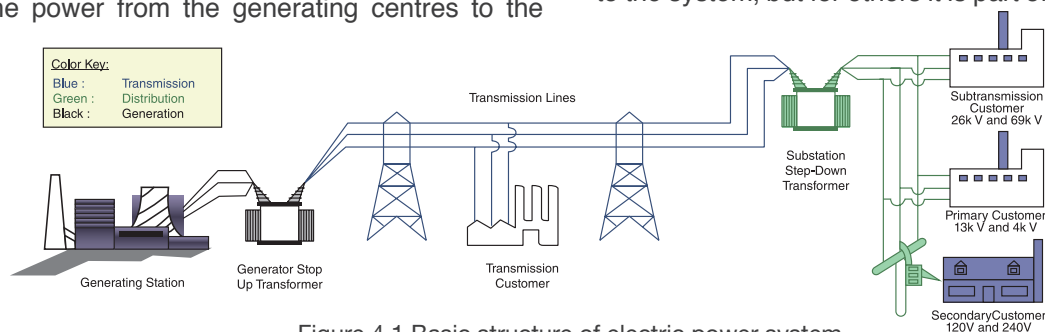 ne power from the generating centres to the
to the system, but for others it is part of
Color Key:
Blue : Transmission
Green : Distribution
Black : Generation
Transmission Lines
Generating Station
Generator Stop
Up Transformer
Transmission
Customer
Substation
Step-Down
Transformer
Subtransmission
Customer
26k V and 69k V
Primary Customer
13k V and 4k V
SecondaryCustomer
120V and 240V
Figure 4.1 Basic structure of electric power system